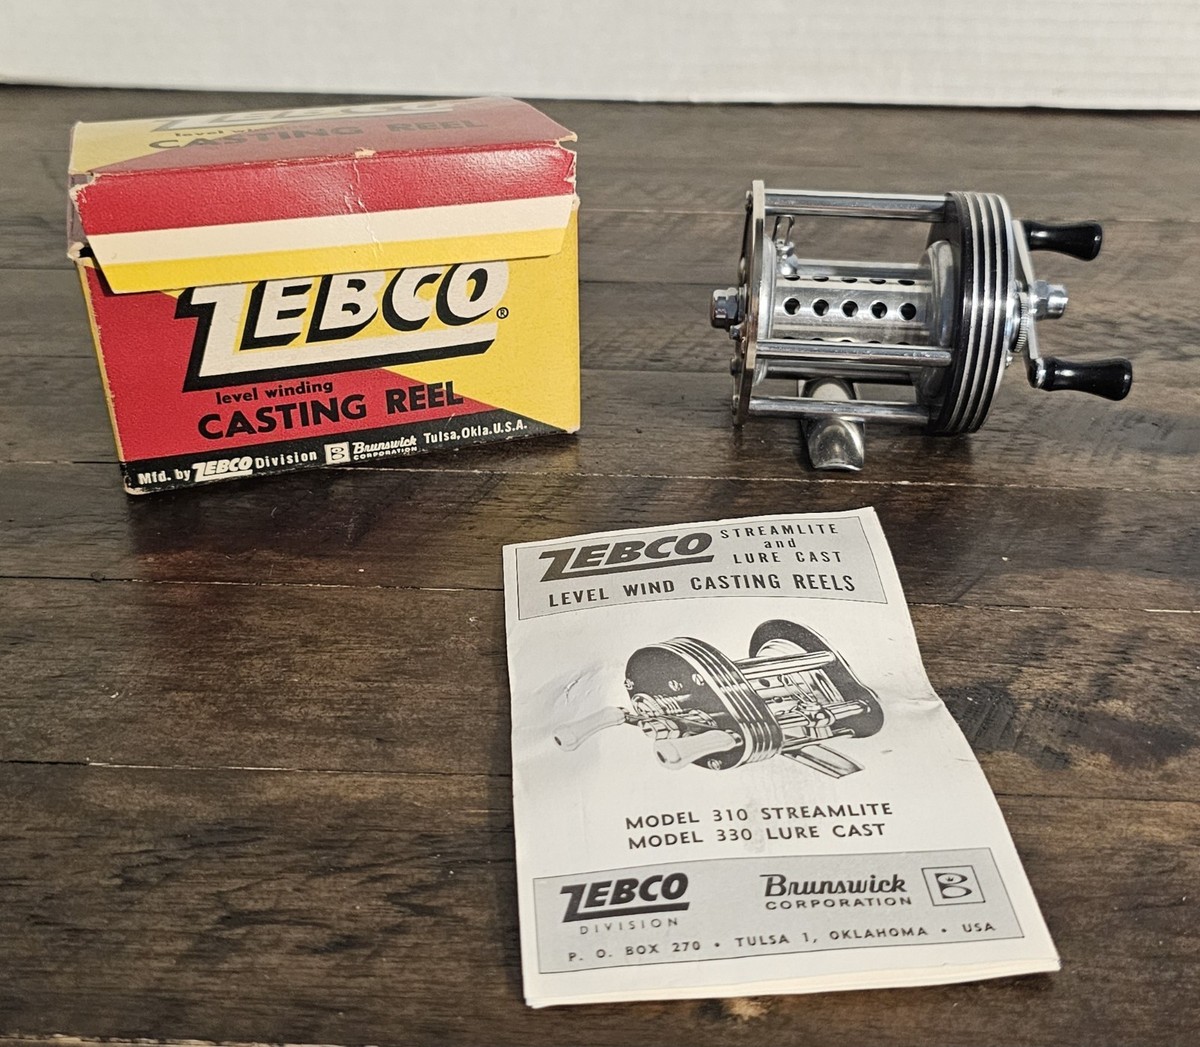 level wind
CASTING REEL
ZEBCO®
level winding
CASTING REEL
Mfd. by ZEBCO Division B Brunswick CORPORATION Tulsa, Okla. U.S.A.
ZEBCO STREAMLITE
and
LURE CAST
LEVEL WIND CASTING REELS
MODEL 310 STREAMLITE
MODEL 330 LURE CAST
ZEBCO
DIVISION
Brunswick
CORPORATION
B
P. O. BOX 270 • TULSA 1, OKLAHOMA • USA